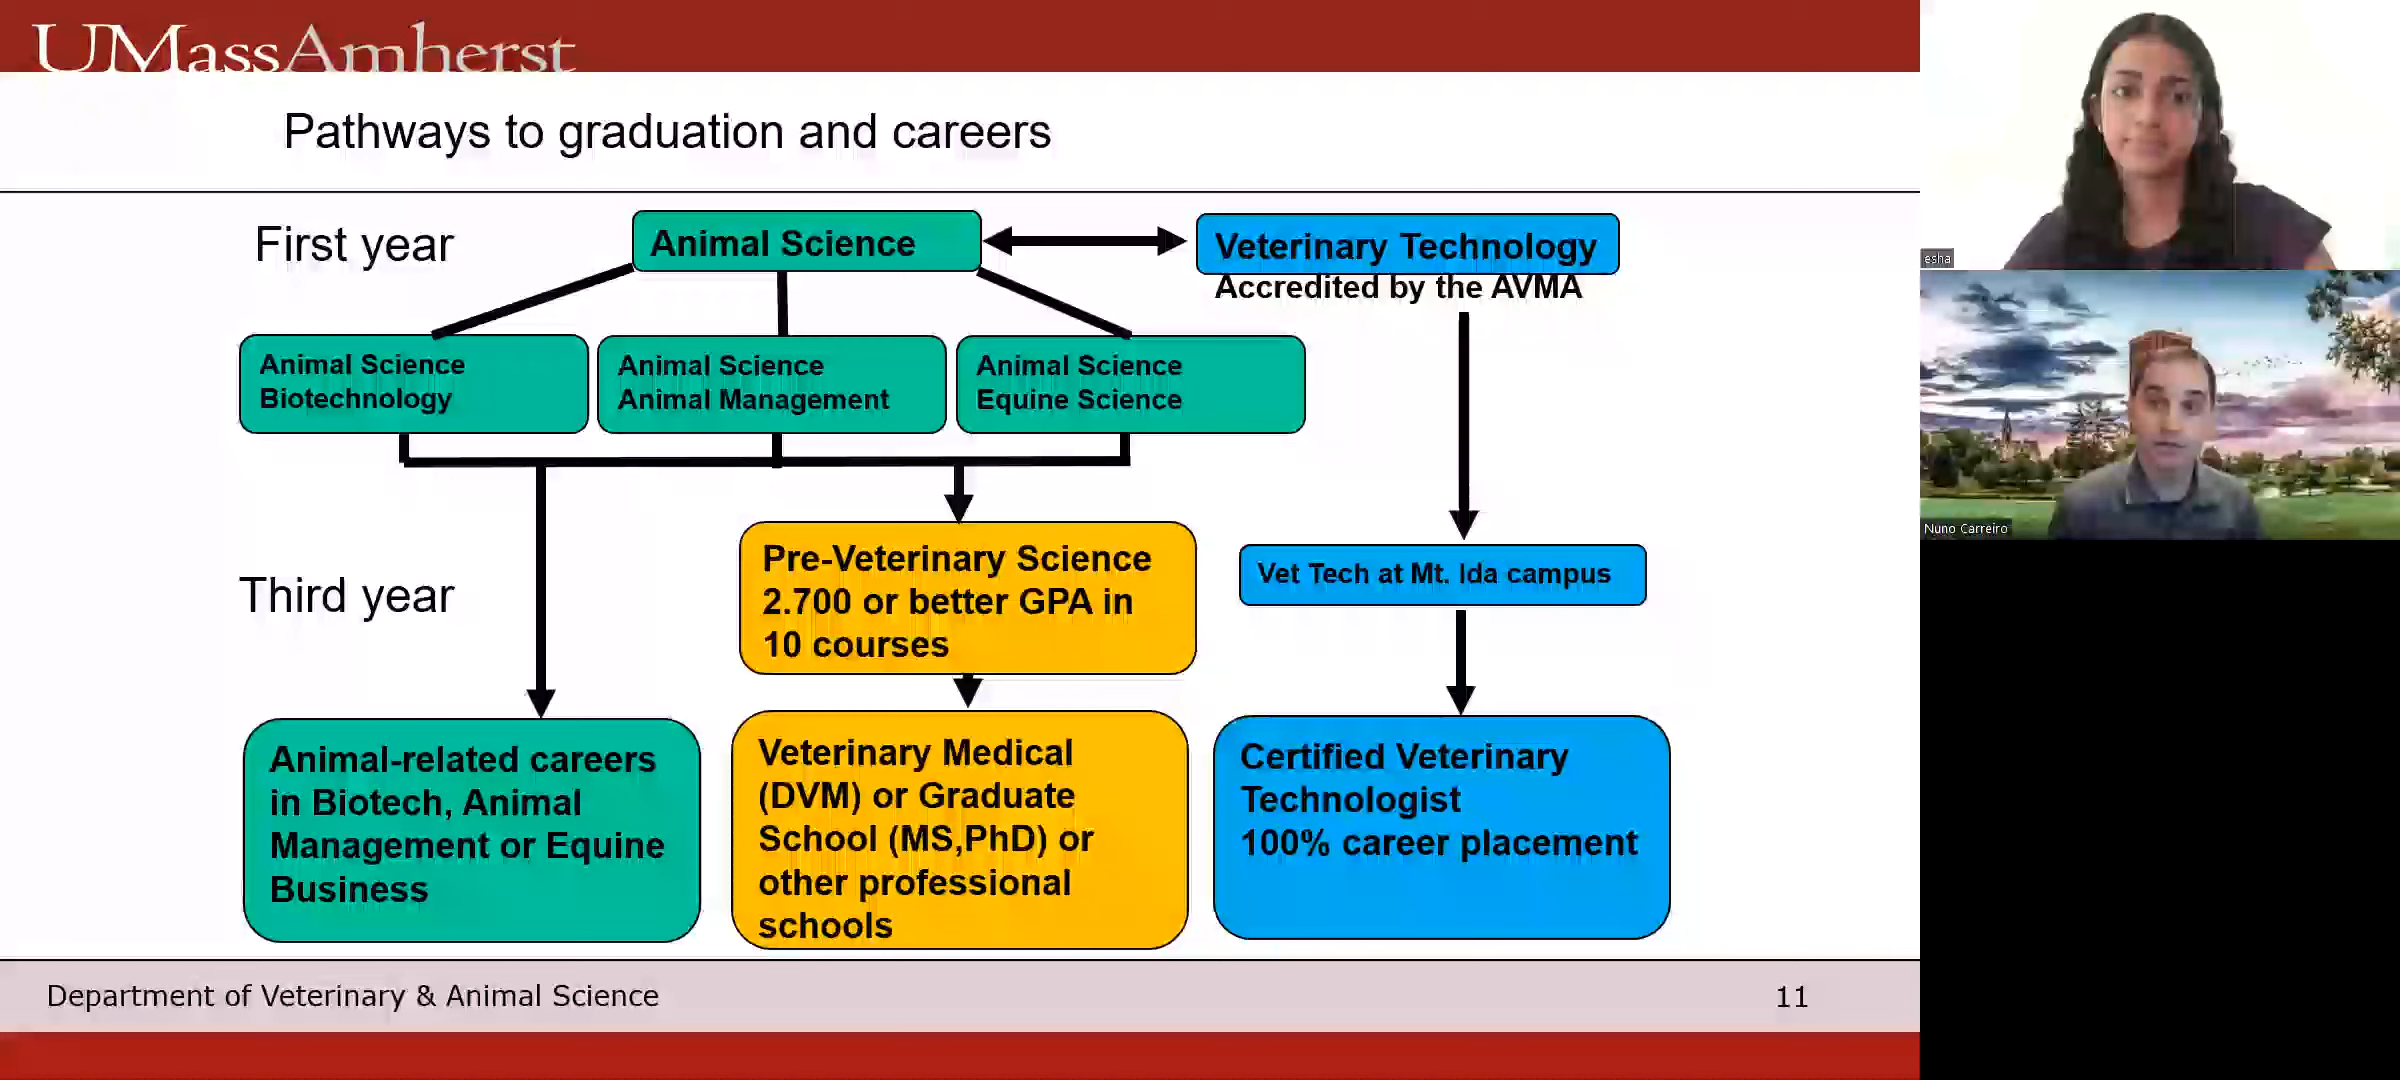 UMassAmherst
Pathways to graduation and careers
First year
Animal Science
Veterinary Technology
Accredited by the AVMA
Animal Science
Biotechnology
Animal Science
Animal Management
Animal Science
Equine Science
Third year
Pre-Veterinary Science
2.700 or better GPA in
10 courses
Vet Tech at Mt. Ida campus
Animal-related careers
in Biotech, Animal
Management or Equine
Business
Veterinary Medical
(DVM) or Graduate
School (MS,PhD) or
other professional
schools
Certified Veterinary
Technologist
100% career placement
Department of Veterinary & Animal Science
11
esha
Nuno Carreiro